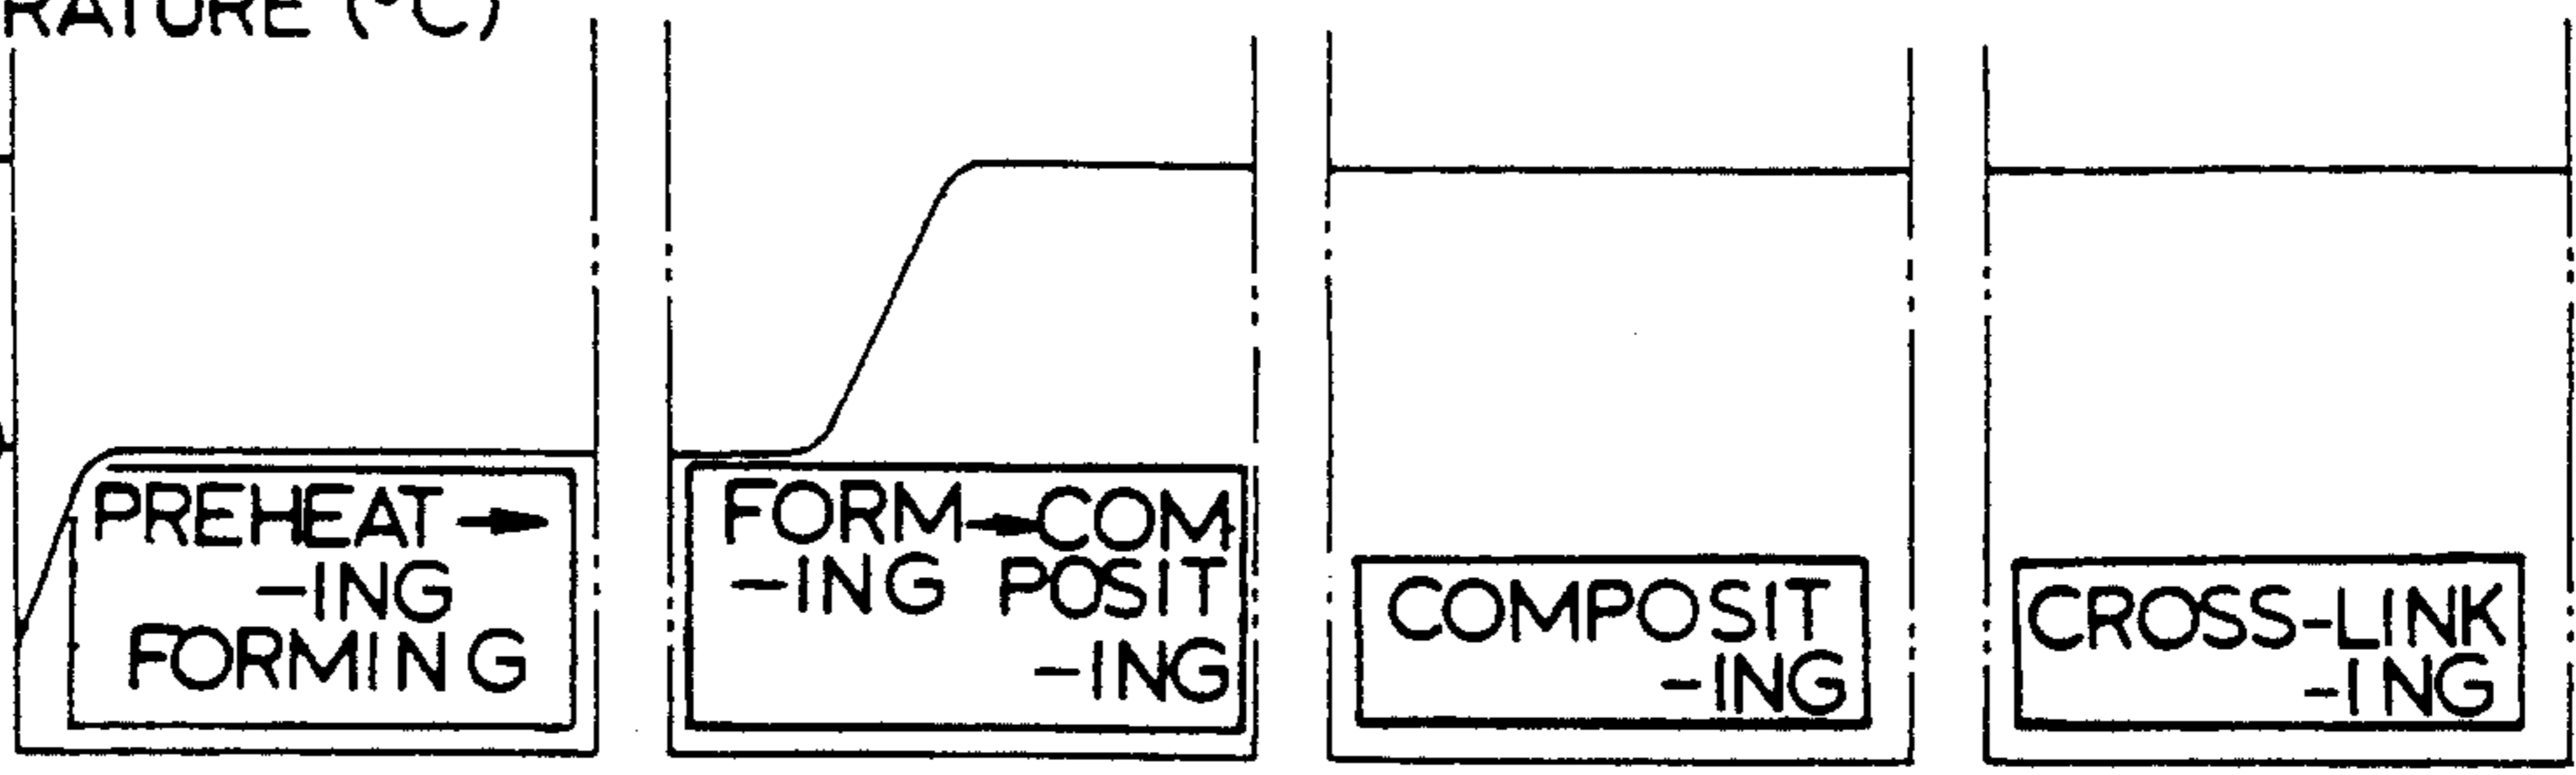 RATURE (°C)
PREHEAT →
-ING
FORMING
FORM → COM
-ING POSIT
-ING
COMPOSIT
-ING
CROSS-LINK
-ING